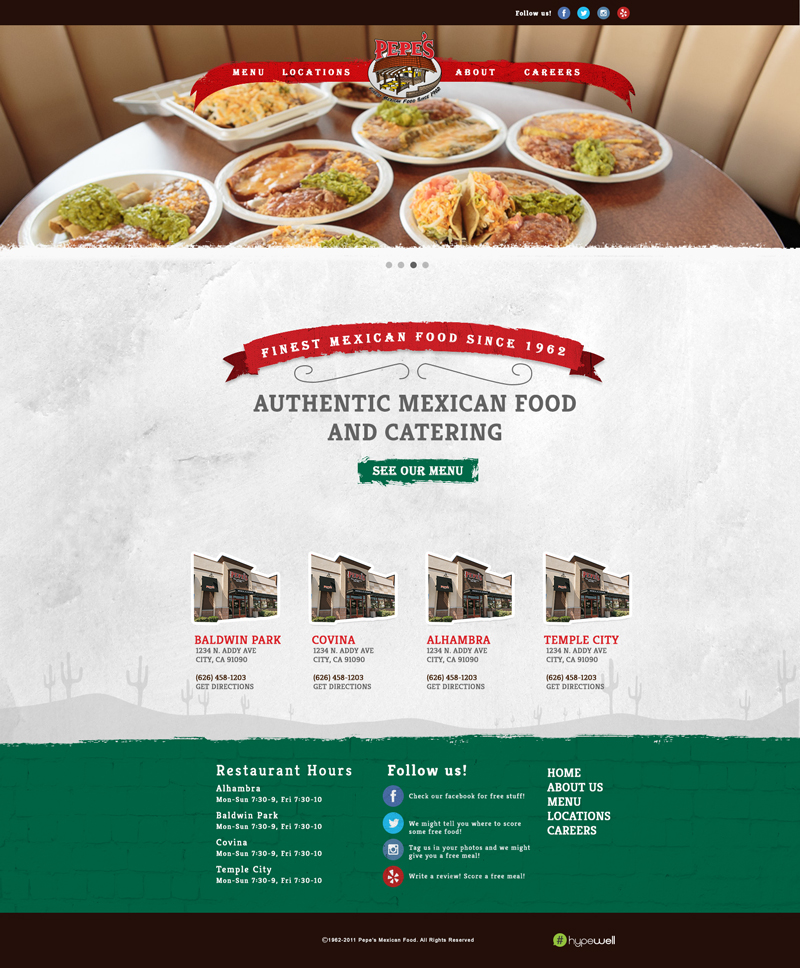 Follow us!
MENU LOCATIONS
PEPE'S
Mexican Food Since 1962
ABOUT CAREERS
FINEST MEXICAN FOOD SINCE 1962
AUTHENTIC MEXICAN FOOD
AND CATERING
SEE OUR MENU
BALDWIN PARK
1234 N. ADDY AVE
CITY, CA 91090
(626) 458-1203
GET DIRECTIONS
COVINA
1234 N. ADDY AVE
CITY, CA 91090
(626) 458-1203
GET DIRECTIONS
ALHAMBRA
1234 N. ADDY AVE
CITY, CA 91090
(626) 458-1203
GET DIRECTIONS
TEMPLE CITY
1234 N. ADDY AVE
CITY, CA 91090
(626) 458-1203
GET DIRECTIONS
Restaurant Hours
Alhambra
Mon-Sun 7:30-9, Fri 7:30-10
Baldwin Park
Mon-Sun 7:30-9, Fri 7:30-10
Covina
Mon-Sun 7:30-9, Fri 7:30-10
Temple City
Mon-Sun 7:30-9, Fri 7:30-10
Follow us!
Check our facebook for free stuff!
We might tell you where to score
some free food!
Tag us in your photos and we might
give you a free meal!
Write a review! Score a free meal!
HOME
ABOUT US
MENU
LOCATIONS
CAREERS
©1962-2011 Pepe's Mexican Food. All Rights Reserved
# hypewell